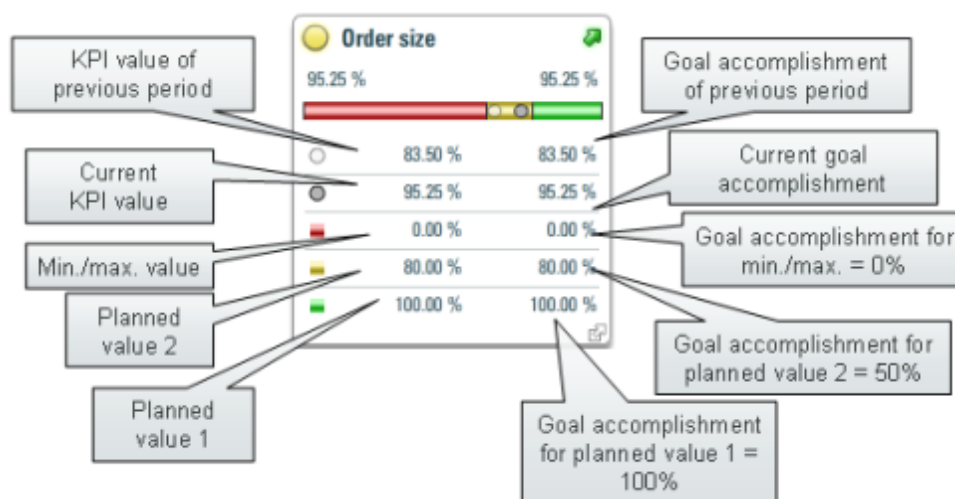 Order size
95.25 % 95.25 %
83.50 % 83.50 %
95.25 % 95.25 %
0.00 % 0.00 %
80.00 % 80.00 %
100.00 % 100.00 %
KPI value of
previous period
Current
KPI value
Min./max. value
Planned
value 2
Planned
value 1
Goal accomplishment
of previous period
Current goal
accomplishment
Goal accomplishment for
min./max. = 0%
Goal accomplishment for
planned value 2 = 50%
Goal accomplishment
for planned value 1 =
100%